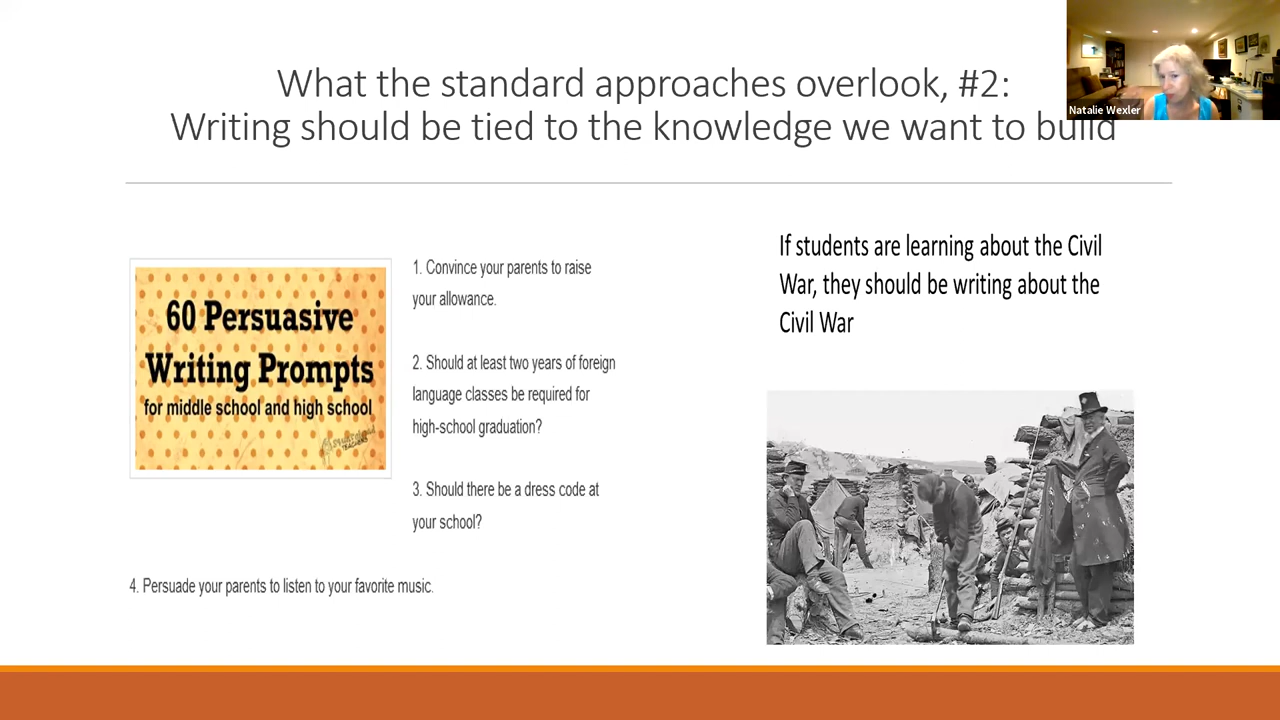 What the standard approaches overlook, #2:
Writing should be tied to the knowledge we want to build
Natalie Wexler
60 Persuasive
Writing Prompts
for middle school and high school
1. Convince your parents to raise
your allowance.
2. Should at least two years of foreign
language classes be required for
high-school graduation?
3. Should there be a dress code at
your school?
4. Persuade your parents to listen to your favorite music.
If students are learning about the Civil
War, they should be writing about the
Civil War